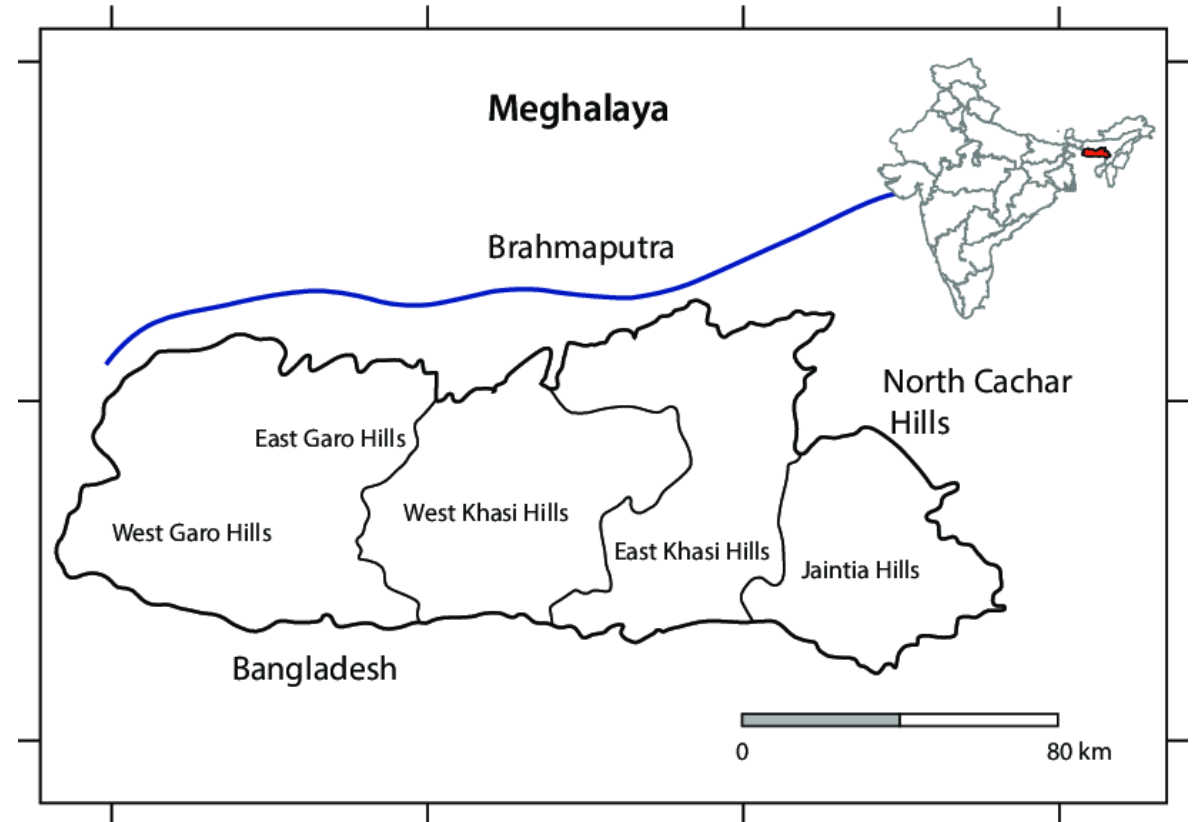 Meghalaya
Brahmaputra
North Cachar
Hills
East Garo Hills
West Khasi Hills
West Garo Hills
East Khasi Hills
Jaintia Hills
Bangladesh
0
80 km